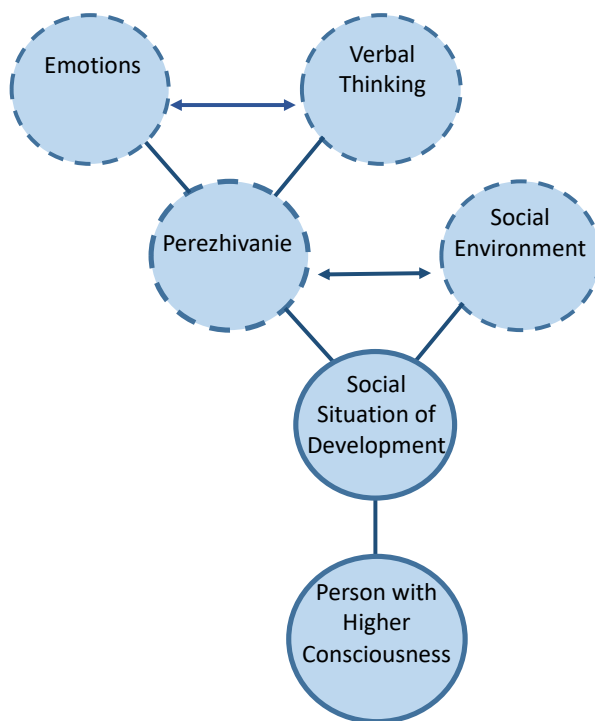 Emotions
Verbal
Thinking
Perezhivanie
Social
Environment
Social
Situation of
Development
Person with
Higher
Consciousness